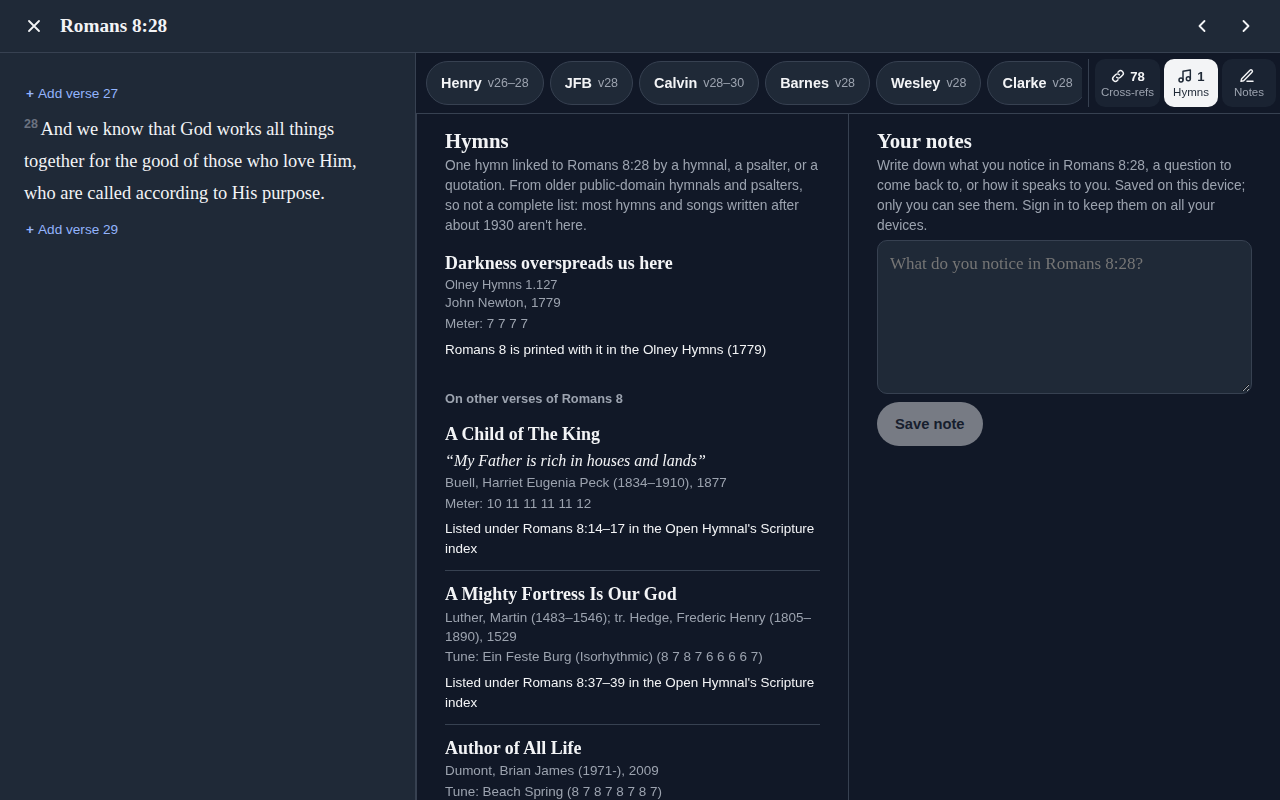 Romans 8:28
+ Add verse 27
28 And we know that God works all things
together for the good of those who love Him,
who are called according to His purpose.
+ Add verse 29
Henry v26–28
JFB v28
Calvin v28–30
Barnes v28
Wesley v28
Clarke v28
78
Cross-refs
1
Hymns
Notes
Hymns
One hymn linked to Romans 8:28 by a hymnal, a psalter, or a
quotation. From older public-domain hymnals and psalters,
so not a complete list: most hymns and songs written after
about 1930 aren't here.
Darkness overspreads us here
Olney Hymns 1.127
John Newton, 1779
Meter: 7 7 7 7
Romans 8 is printed with it in the Olney Hymns (1779)
On other verses of Romans 8
A Child of The King
“My Father is rich in houses and lands”
Buell, Harriet Eugenia Peck (1834–1910), 1877
Meter: 10 11 11 11 11 12
Listed under Romans 8:14–17 in the Open Hymnal's Scripture
index
A Mighty Fortress Is Our God
Luther, Martin (1483–1546); tr. Hedge, Frederic Henry (1805–
1890), 1529
Tune: Ein Feste Burg (Isorhythmic) (8 7 8 7 6 6 6 6 7)
Listed under Romans 8:37–39 in the Open Hymnal's Scripture
index
Author of All Life
Dumont, Brian James (1971-), 2009
Tune: Beach Spring (8 7 8 7 8 7 8 7)
Your notes
Write down what you notice in Romans 8:28, a question to
come back to, or how it speaks to you. Saved on this device;
only you can see them. Sign in to keep them on all your
devices.
What do you notice in Romans 8:28?
Save note